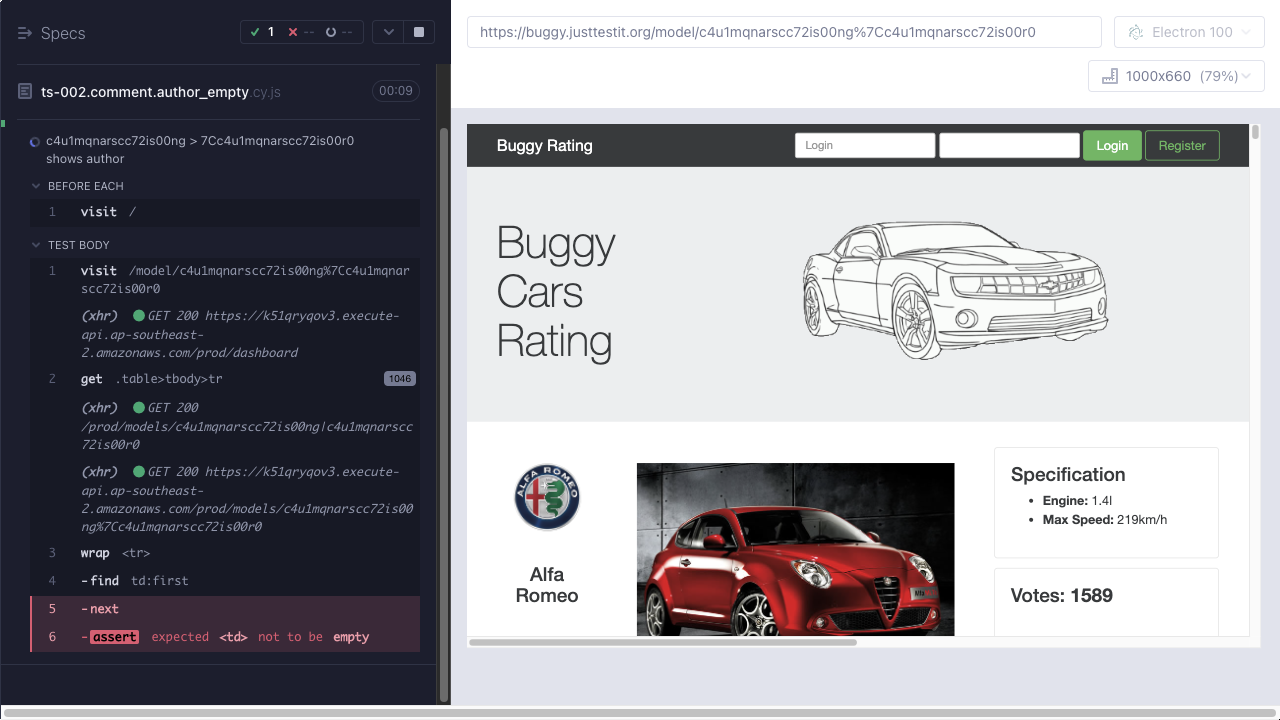 Specs
1 -- --
ts-002.comment.author_empty.cy.js
00:09
c4u1mqnarscc72is00ng > 7Cc4u1mqnarscc72is00r0
shows author
BEFORE EACH
1 visit /
TEST BODY
1 visit /model/c4u1mqnarscc72is00ng%7Cc4u1mqnar
scc72is00r0
(xhr) GET 200 https://k51qryqov3.execute-
api.ap-southeast-
2.amazonaws.com/prod/dashboard
2 get .table>tbody>tr 1046
(xhr) GET 200
/prod/models/c4u1mqnarscc72is00ng|c4u1mqnarscc
72is00r0
(xhr) GET 200 https://k51qryqov3.execute-
api.ap-southeast-
2.amazonaws.com/prod/models/c4u1mqnarscc72is00
ng%7Cc4u1mqnarscc72is00r0
3 wrap <tr>
4 -find td:first
5 -next
6 -assert expected <td> not to be empty
https://buggy.justtestit.org/model/c4u1mqnarscc72is00ng%7Cc4u1mqnarscc72is00r0
Electron 100
1000x660 (79%)
Buggy Rating
Login
Login
Register
Buggy
Cars
Rating
ALFA ROMEO
Alfa
Romeo
Specification
Engine: 1.4l
Max Speed: 219km/h
Votes: 1589